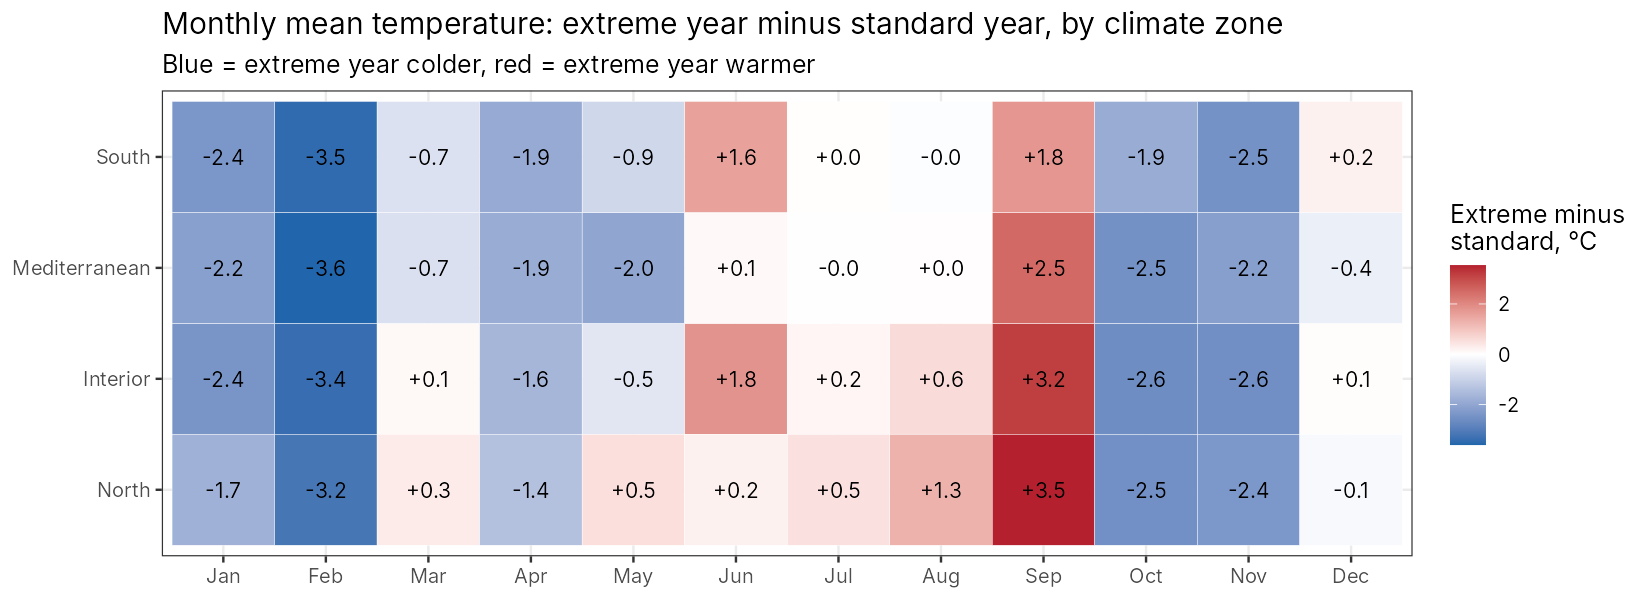 Monthly mean temperature: extreme year minus standard year, by climate zone
Blue = extreme year colder, red = extreme year warmer
South -2.4 -3.5 -0.7 -1.9 -0.9 +1.6 +0.0 -0.0 +1.8 -1.9 -2.5 +0.2
Mediterranean -2.2 -3.6 -0.7 -1.9 -2.0 +0.1 -0.0 +0.0 +2.5 -2.5 -2.2 -0.4
Interior -2.4 -3.4 +0.1 -1.6 -0.5 +1.8 +0.2 +0.6 +3.2 -2.6 -2.6 +0.1
North -1.7 -3.2 +0.3 -1.4 +0.5 +0.2 +0.5 +1.3 +3.5 -2.5 -2.4 -0.1
Jan Feb Mar Apr May Jun Jul Aug Sep Oct Nov Dec
Extreme minus
standard, °C
2
0
-2